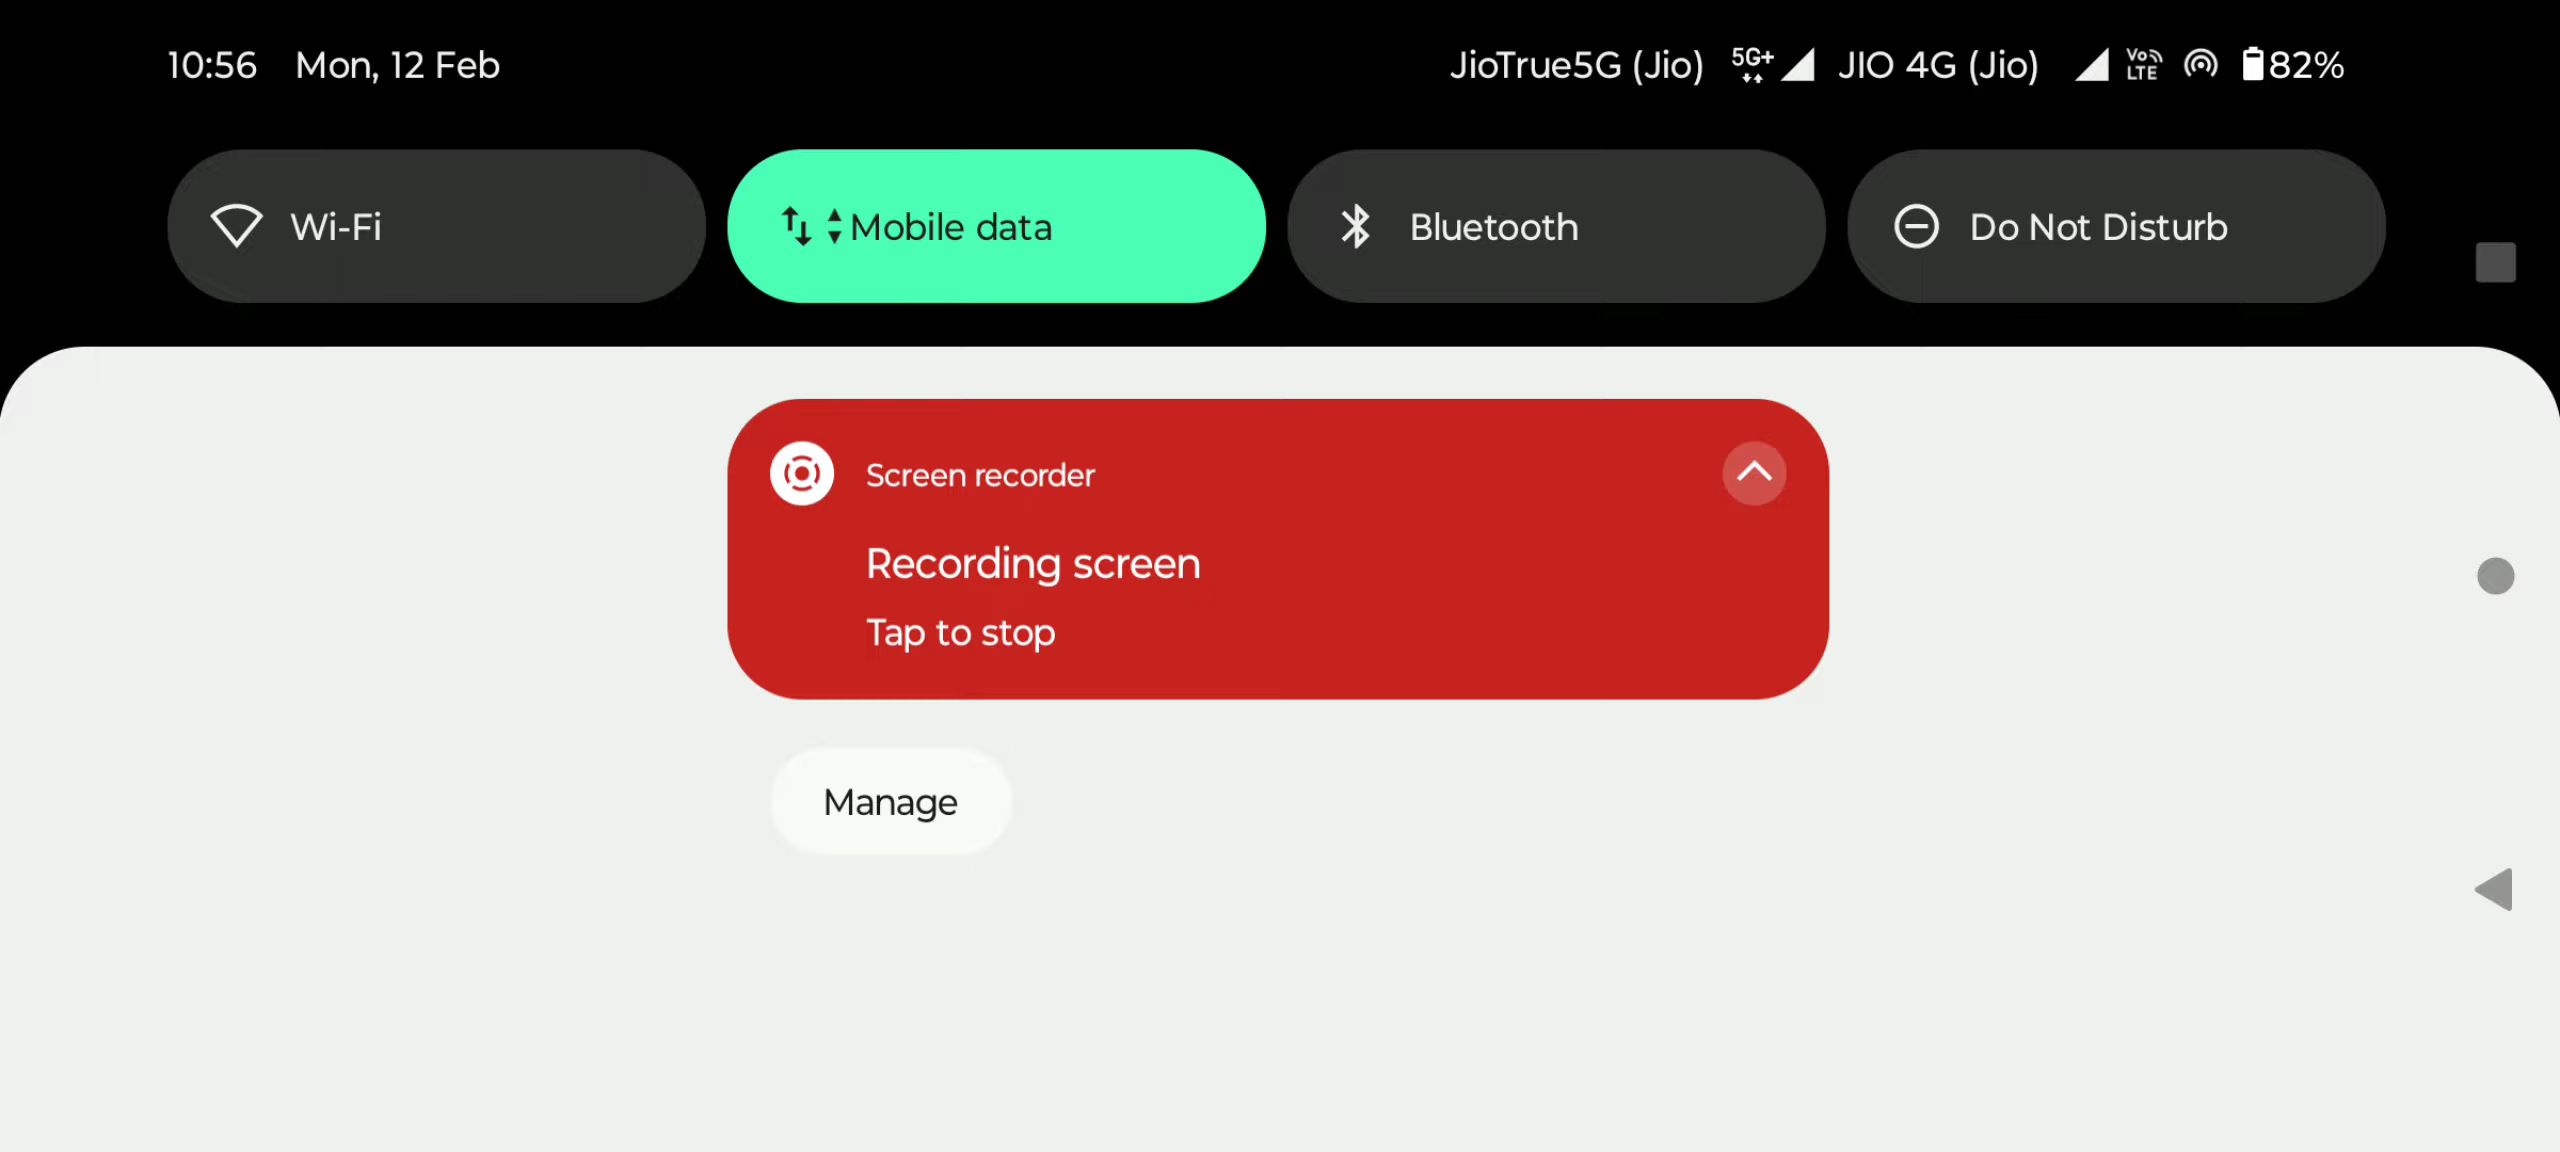 10:56 Mon, 12 Feb JioTrue5G (Jio) 5G+ JIO 4G (Jio) Vo LTE 82%
Wi-Fi Mobile data Bluetooth Do Not Disturb
Screen recorder
Recording screen
Tap to stop
Manage